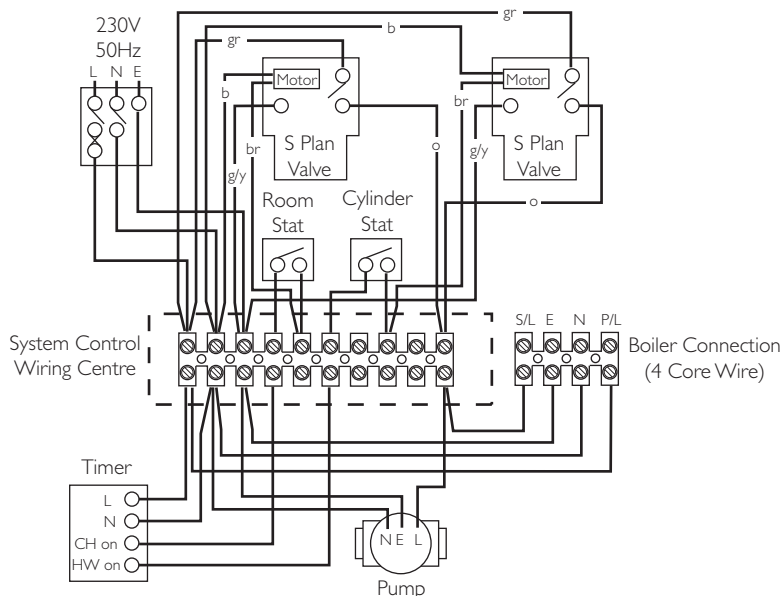 230V
50Hz
L N E
gr
b
gr
Motor
Motor
b
br
br
g/y
g/y
o
o
S Plan
Valve
S Plan
Valve
Room
Stat
Cylinder
Stat
System Control
Wiring Centre
S/L E N P/L
Boiler Connection
(4 Core Wire)
Timer
L
N
CH on
HW on
N E L
Pump